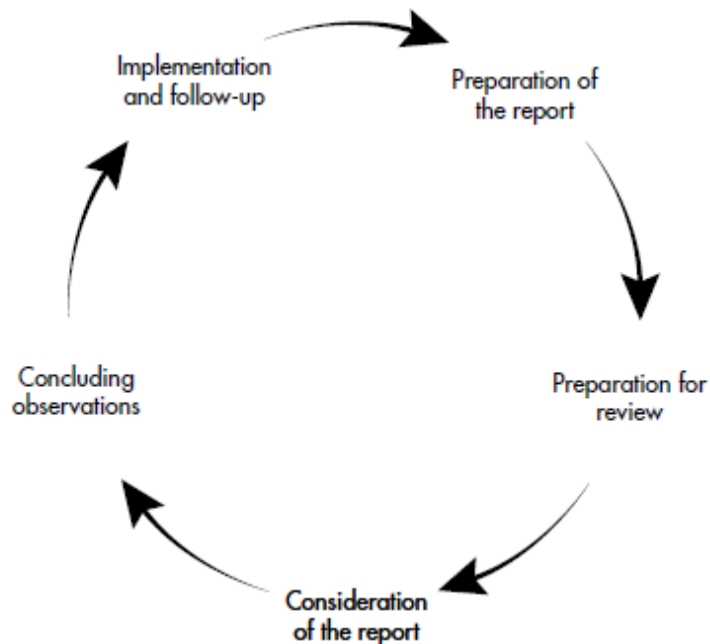 Implementation
and follow-up
Preparation of
the report
Preparation for
review
Consideration
of the report
Concluding
observations